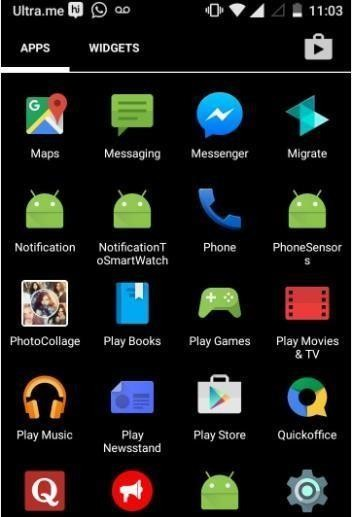 Ultra.me hi 11:03
APPS WIDGETS
Maps Messaging Messenger Migrate
Notification NotificationT Phone PhoneSensor
oSmartWatch s
PhotoCollage Play Books Play Games Play Movies
& TV
Play Music Play Play Store Quickoffice
Newsstand
Q